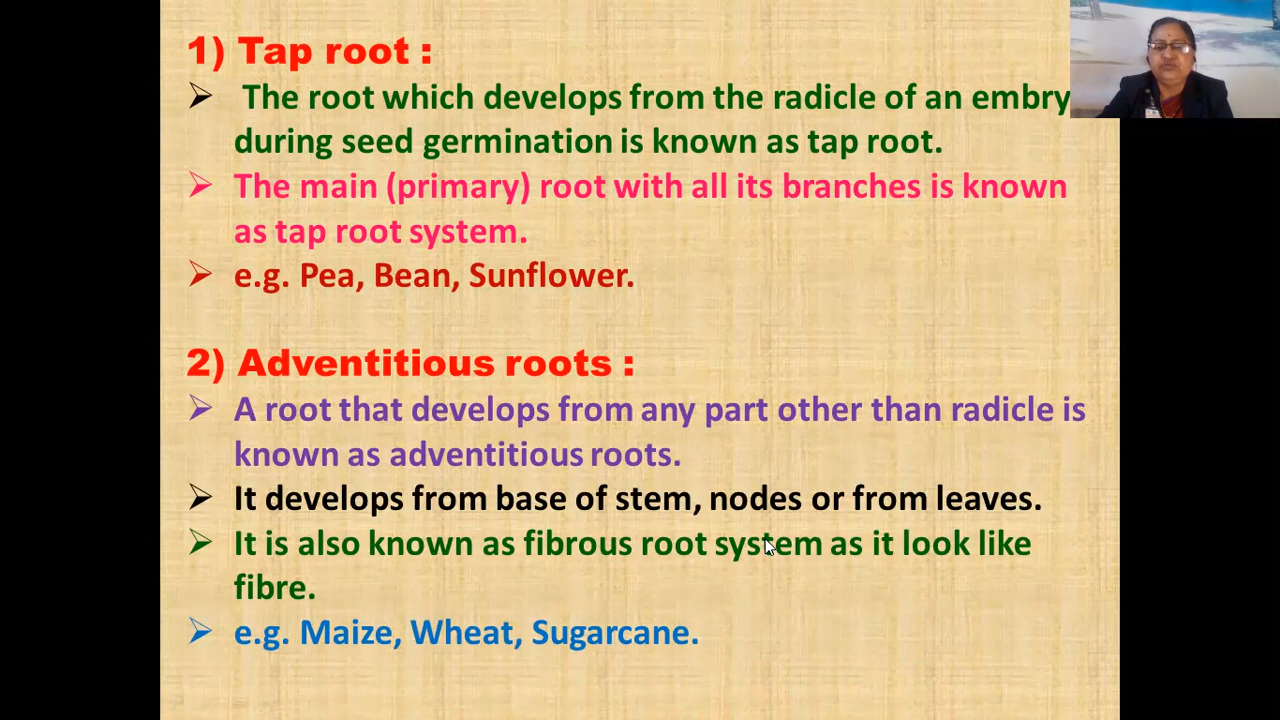 1) Tap root :
➢ The root which develops from the radicle of an embry
during seed germination is known as tap root.
➢ The main (primary) root with all its branches is known
as tap root system.
➢ e.g. Pea, Bean, Sunflower.
2) Adventitious roots :
➢ A root that develops from any part other than radicle is
known as adventitious roots.
➢ It develops from base of stem, nodes or from leaves.
➢ It is also known as fibrous root system as it look like
fibre.
➢ e.g. Maize, Wheat, Sugarcane.